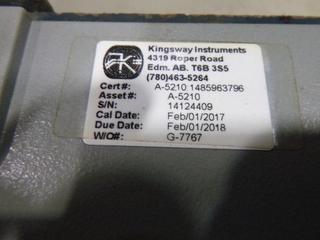 Kingsway Instruments
4319 Roper Road
Edm. AB. T6B 3S5
(780)463-5264
Cert#: A-5210 1485963796
Asset#: A-5210
S/N: 14124409
Cal Date: Feb/01/2017
Due Date: Feb/01/2018
W/O#: G-7767